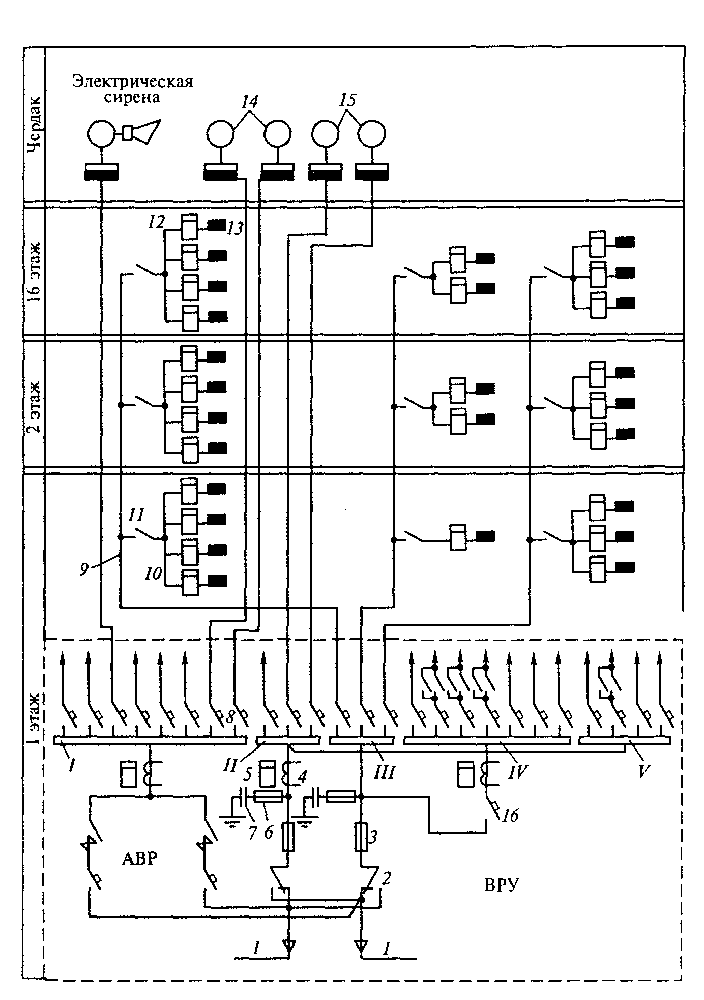 Электрическая
сирена
14
15
Чердак
12
13
16 этаж
2 этаж
11
9
10
1 этаж
8
I
II
III
IV
V
5
4
7
6
3
16
АВР
2
ВРУ
1
1